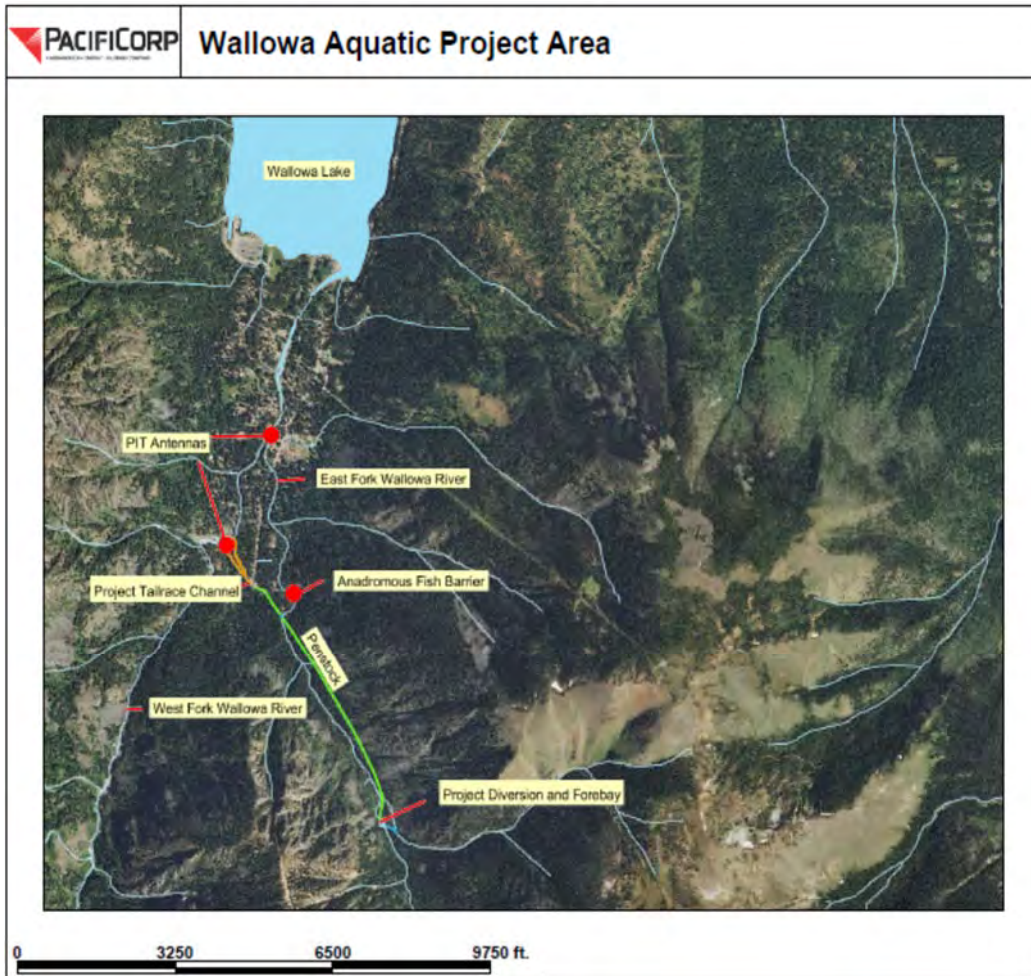 PACIFICORP
Wallowa Aquatic Project Area
Wallowa Lake
PIT Antennas
East Fork Wallowa River
Project Tailrace Channel
Anadromous Fish Barrier
Penstock
West Fork Wallowa River
Project Diversion and Forebay
0 3250 6500 9750 ft.